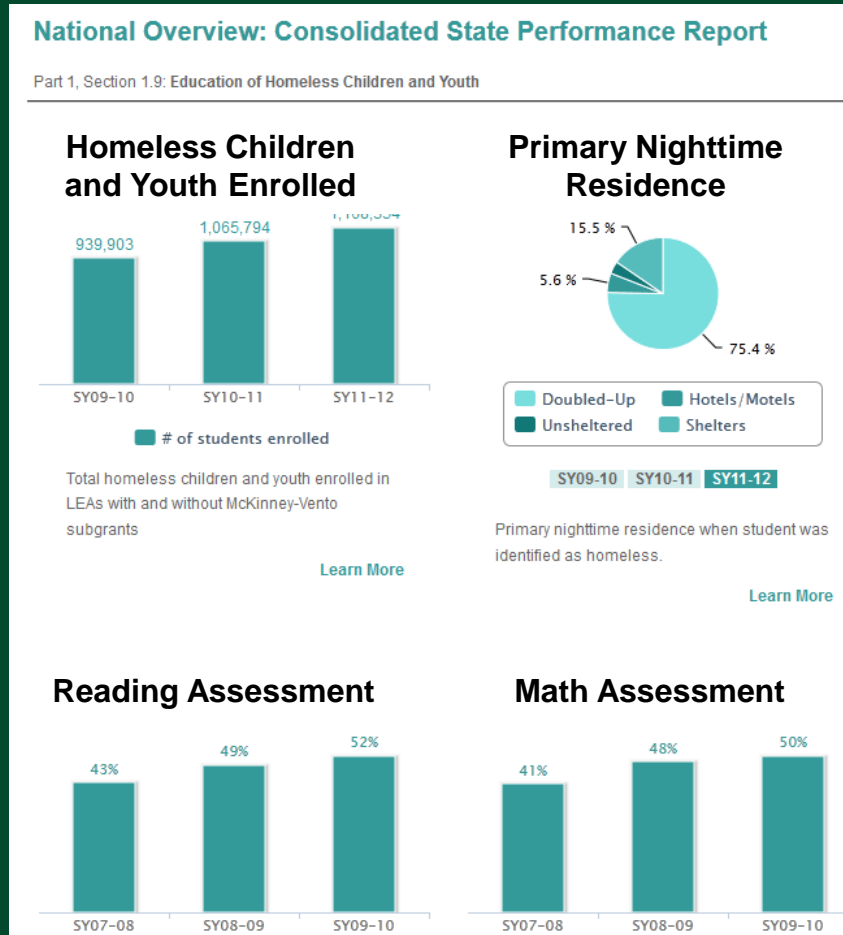 National Overview: Consolidated State Performance Report
Part 1, Section 1.9: Education of Homeless Children and Youth
Homeless Children
and Youth Enrolled
939,903
1,065,794
SY09-10
SY10-11
SY11-12
# of students enrolled
Total homeless children and youth enrolled in
LEAs with and without McKinney-Vento
subgrants
Learn More
Primary Nighttime
Residence
15.5 %
5.6 %
75.4 %
Doubled-Up
Hotels/Motels
Unsheltered
Shelters
SY09-10 SY10-11 SY11-12
Primary nighttime residence when student was
identified as homeless.
Learn More
Reading Assessment
43%
49%
52%
SY07-08
SY08-09
SY09-10
Math Assessment
41%
48%
50%
SY07-08
SY08-09
SY09-10